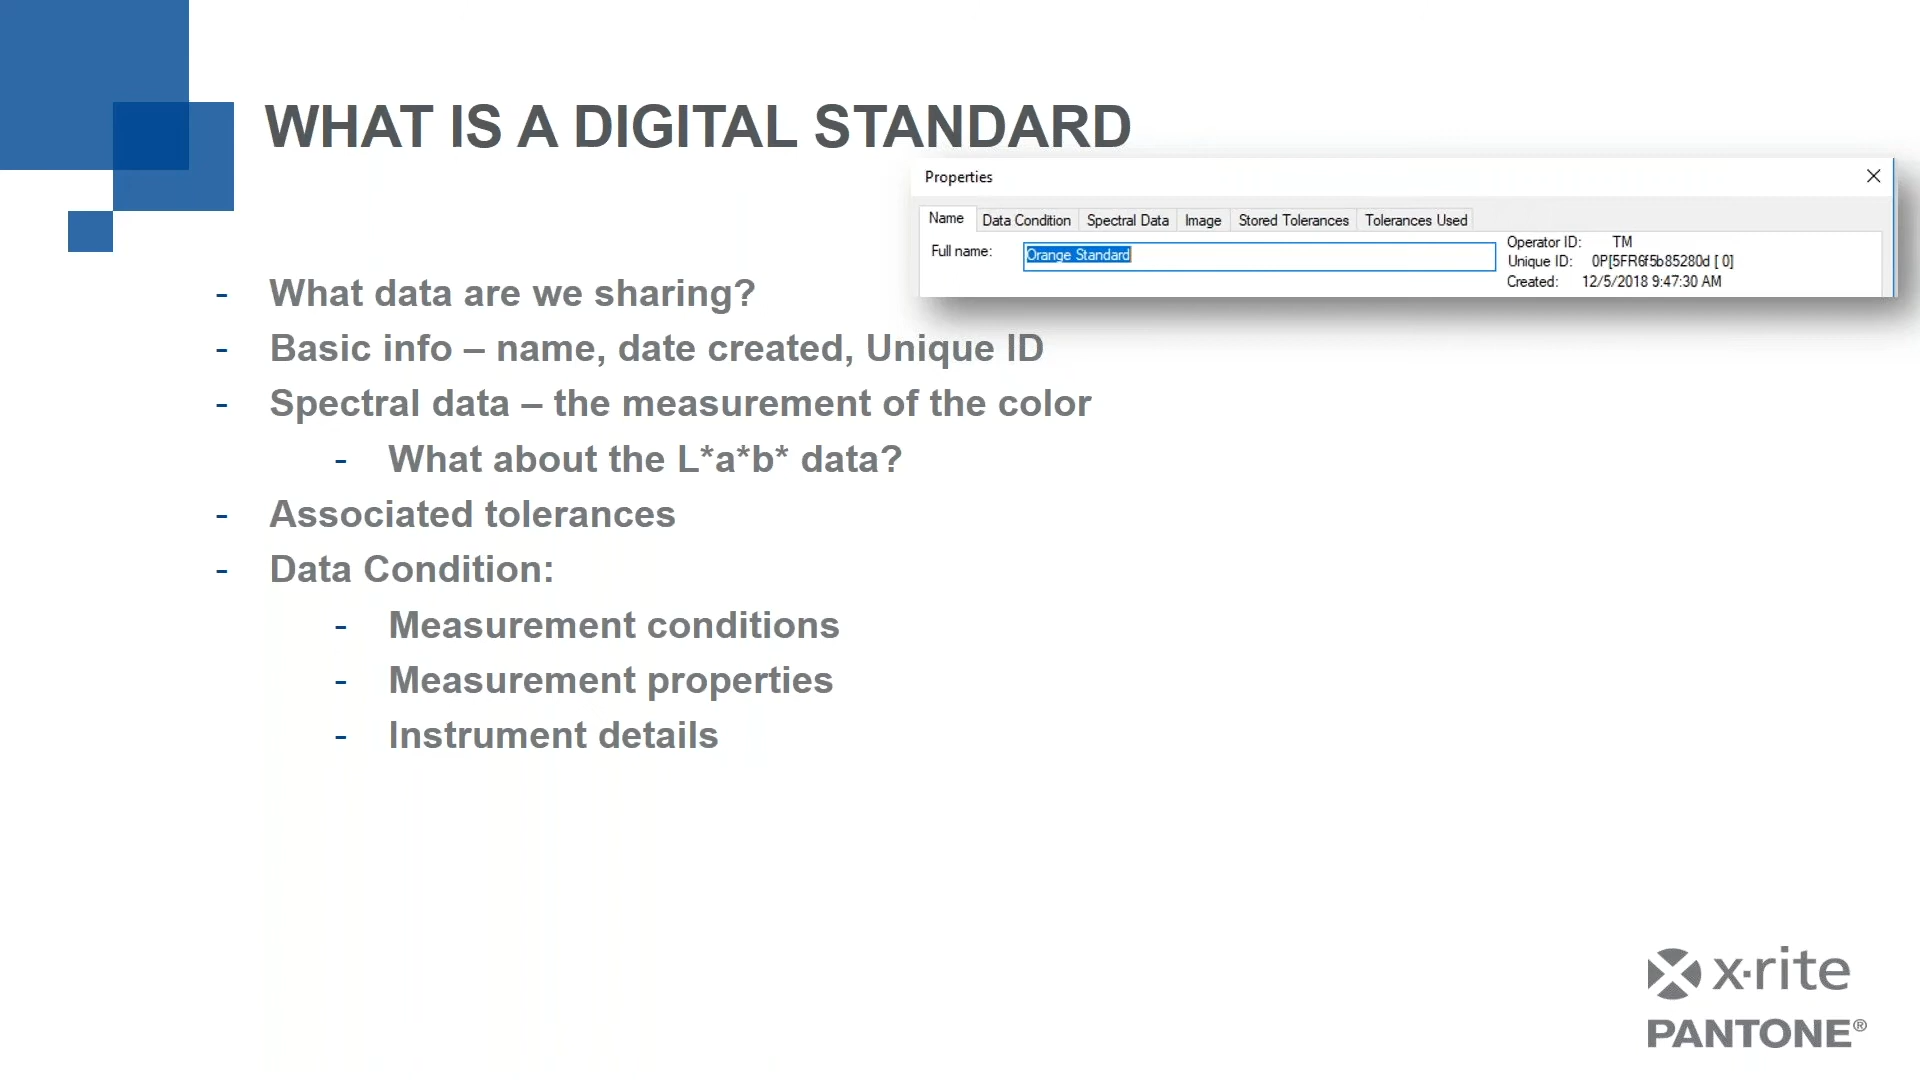 WHAT IS A DIGITAL STANDARD
Properties
Name Data Condition Spectral Data Image Stored Tolerances Tolerances Used
Full name: Orange Standard
Operator ID: TM
Unique ID: 0P[5FR6f5b85280d [ 0]
Created: 12/5/2018 9:47:30 AM
- What data are we sharing?
- Basic info – name, date created, Unique ID
- Spectral data – the measurement of the color
- What about the L*a*b* data?
- Associated tolerances
- Data Condition:
- Measurement conditions
- Measurement properties
- Instrument details
x·rite
PANTONE®